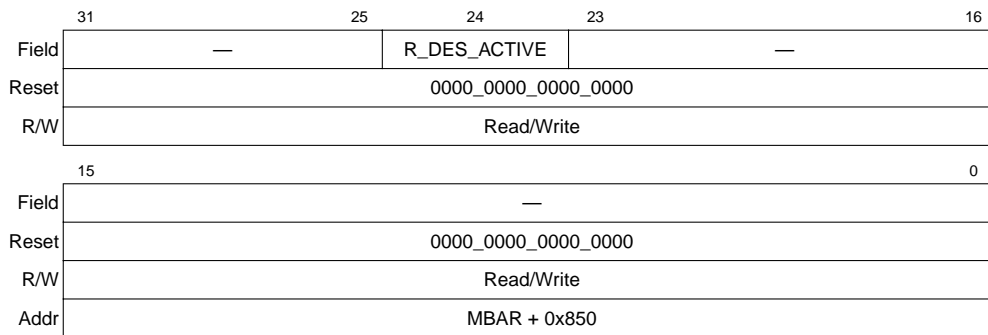 31 25 24 23 16
Field — R_DES_ACTIVE —
Reset 0000_0000_0000_0000
R/W Read/Write
15 0
Field —
Reset 0000_0000_0000_0000
R/W Read/Write
Addr MBAR + 0x850